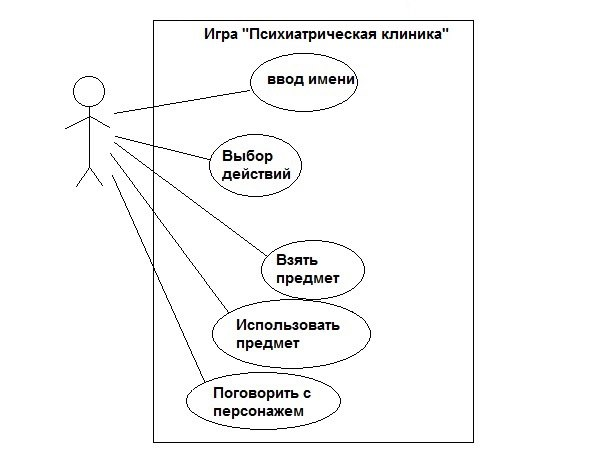 Игра "Психиатрическая клиника"
ввод имени
Выбор
действий
Взять
предмет
Использовать
предмет
Поговорить с
персонажем